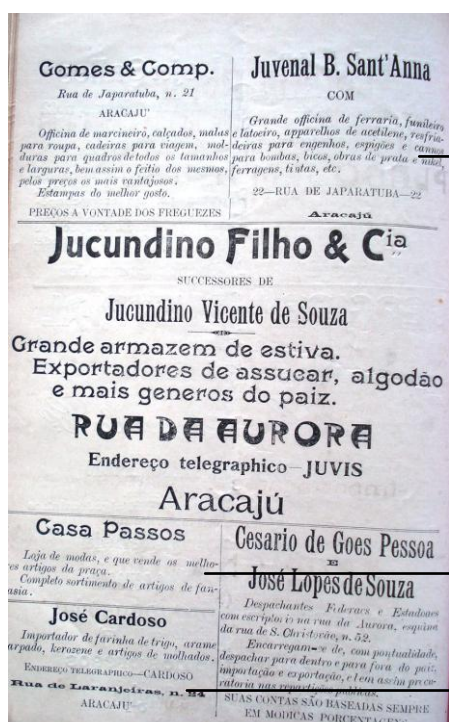 Gomes & Comp.
Rua de Japaratuba, n. 21
ARACAJU'
Officina de marcineiro, calçados, malas
para roupa, cadeiras para viagem, mol-
duras para quadros de todos os tamanhos
e larguras, bem assim o feitio dos mesmos,
pelos preços os mais vantajosos.
Estampas do melhor gosto.
PREÇOS A VONTADE DOS FREGUEZES
Juvenal B. Sant'Anna
COM
Grande officina de ferraria, funileiro
e latoeiro, apparelhos de acetilene, resfria-
deiras para engenhos, espigões e cannos
para bombas, bicos, obras de prata e nikel,
ferragens, tintas, etc.
22—RUA DE JAPARATUBA—22
Aracajú
Jucundino Filho & Cia
SUCCESSORES DE
Jucundino Vicente de Souza
Grande armazem de estiva.
Exportadores de assucar, algodão
e mais generos do paiz.
RUA DA AURORA
Endereço telegraphico—JUVIS
Aracajú
Casa Passos
Loja de modas, e que vende os melho-
res artigos da praça.
Completo sortimento de artigos de fan-
asia.
José Cardoso
Importador de farinha de trigo, arame
arpado, kerozene e artigos de molhados.
ENDEREÇO TELEGRAPHICO—CARDOSO
Rua de Laranjeiras, n.
ARACAJU'
Cesario de Goes Pessoa
E
José Lopes de Souza
Despachantes Federaes e Estadoaes
com escriptorio na rua da Aurora, esquina
da rua de S. Christovão, n. 52.
Encarregam-se de, com pontualidade,
despachar para dentro e para fora do paiz,
importação e exportação, e bem assim procu-
ratoria nas repartições publicas.
SUAS CONTAS SÃO BASEADAS SEMPRE
EM MODICAS PORCENTAGENS